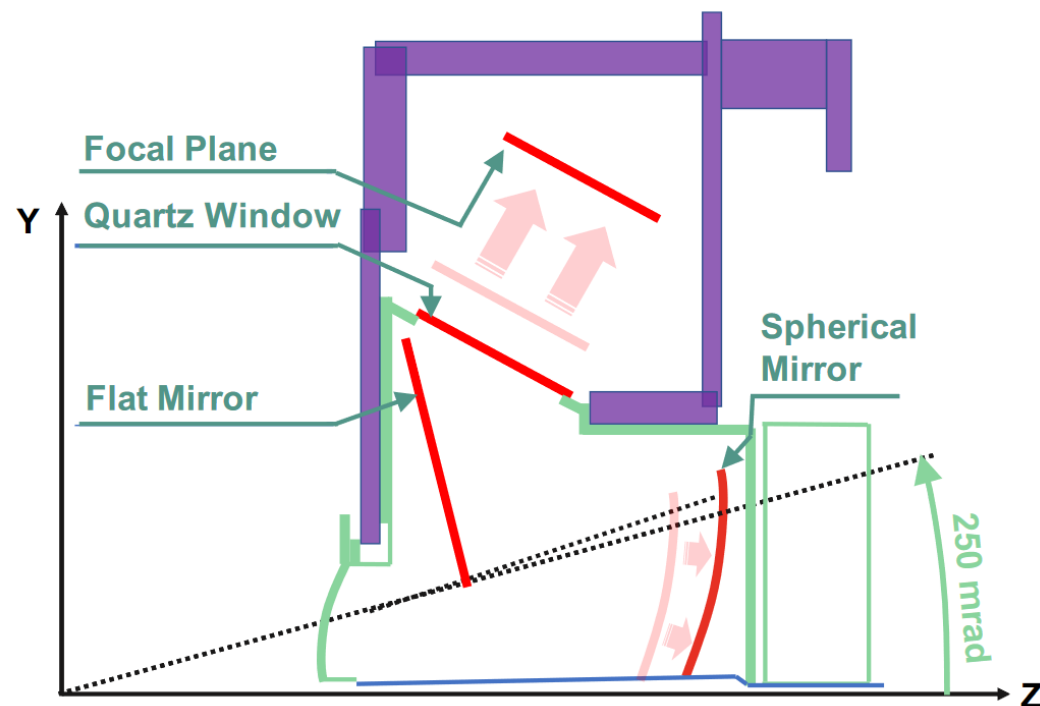 Focal Plane
Y
Quartz Window
Spherical
Mirror
Flat Mirror
250 mrad
Z